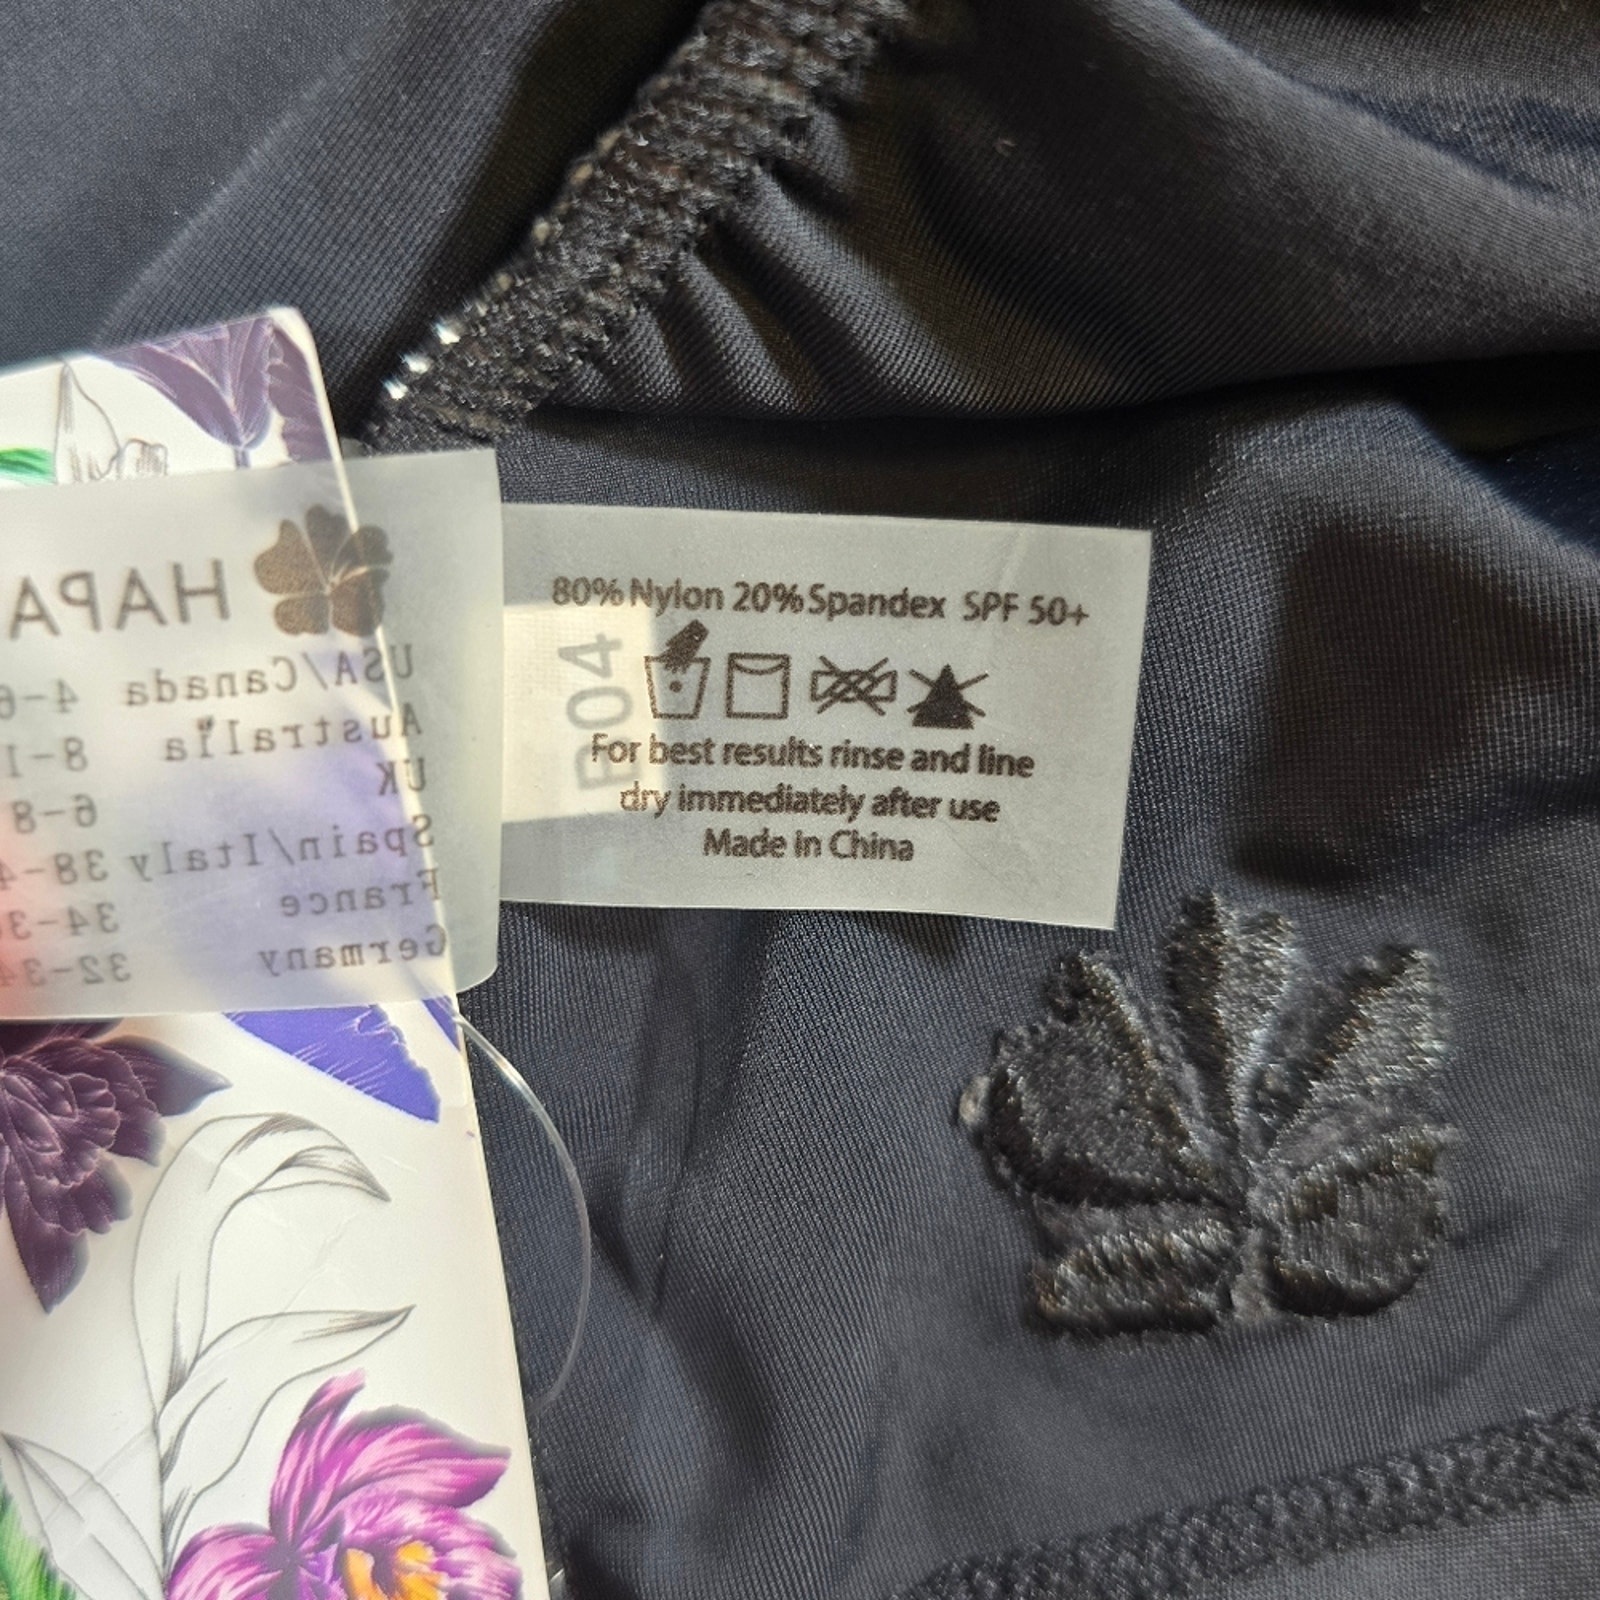 HAPA
USA/Canada 4-6
Australia 8-1
UK 6-8
Spain/Italy 38-4
France 34-3
Germany 32-34
80% Nylon 20% Spandex SPF 50+
B04
For best results rinse and line
dry immediately after use
Made in China